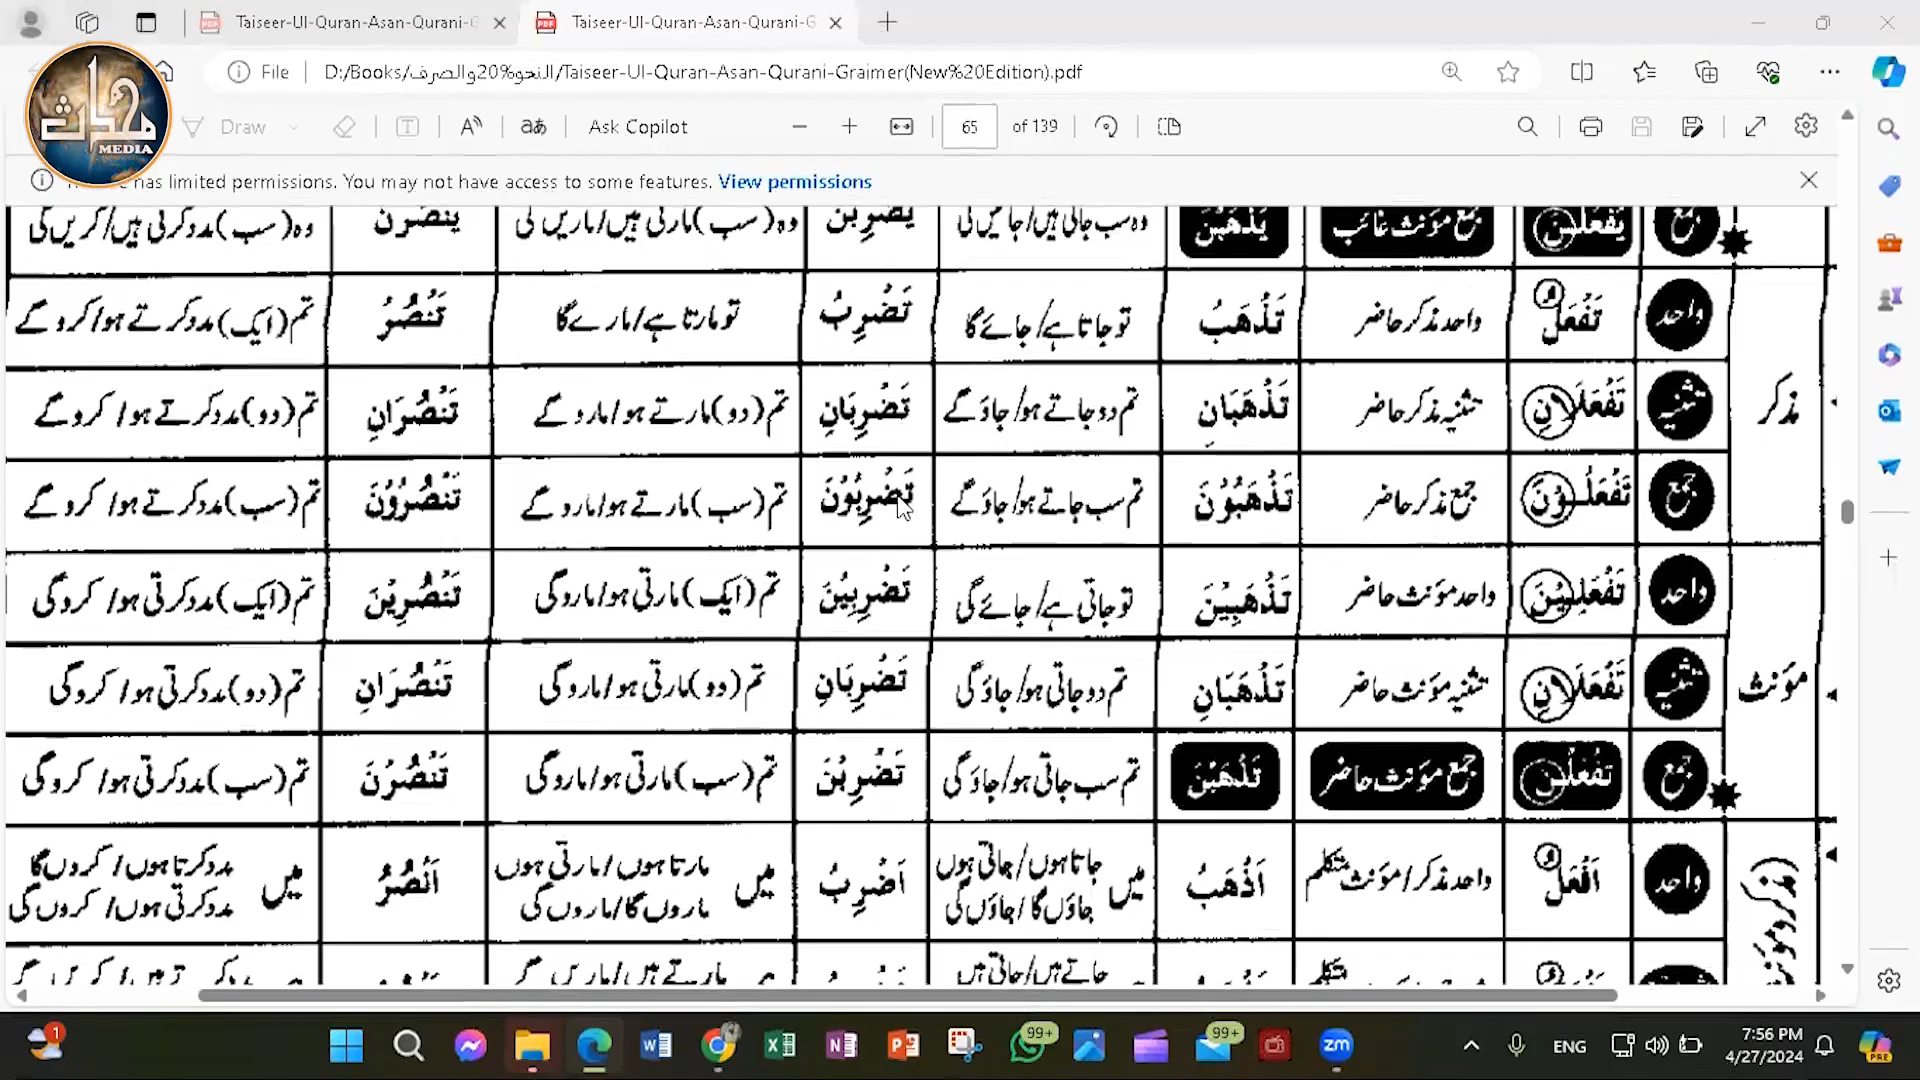 Taiseer-Ul-Quran-Asan-Qurani-G
Taiseer-Ul-Quran-Asan-Qurani-G
File
D:/Books/النحو%20والصرف/Taiseer-Ul-Quran-Asan-Qurani-Graimer(New%20Edition).pdf
محدث
MEDIA
Draw
Ask Copilot
65 of 139
has limited permissions. You may not have access to some features. View permissions
جمع يَفْعَلْنَ جمع مؤنث غائب يَذْهَبْنَ وہ سب جاتی ہیں/جائیں گی يَضْرِبْنَ وہ (سب) مارتی ہیں/ماریں گی يَنْصُرْنَ وہ (سب) مدد کرتی ہیں/کریں گی
واحد تَفْعَلُ واحد مذکر حاضر تَذْهَبُ تو جاتا ہے/جائے گا تَضْرِبُ تو مارتا ہے/مارے گا تَنْصُرُ تم (ایک) مدد کرتے ہو/کرو گے
مذکر تثنیہ تَفْعَلَانِ تثنیہ مذکر حاضر تَذْهَبَانِ تم دو جاتے ہو/جاؤ گے تَضْرِبَانِ تم (دو) مارتے ہو/مارو گے تَنْصُرَانِ تم (دو) مدد کرتے ہو/کرو گے
جمع تَفْعَلُوْنَ جمع مذکر حاضر تَذْهَبُوْنَ تم سب جاتے ہو/جاؤ گے تَضْرِبُوْنَ تم (سب) مارتے ہو/مارو گے تَنْصُرُوْنَ تم (سب) مدد کرتے ہو/کرو گے
واحد تَفْعَلِيْنَ واحد مؤنث حاضر تَذْهَبِيْنَ تو جاتی ہے/جائے گی تَضْرِبِيْنَ تم (ایک) مارتی ہو/مارو گی تَنْصُرِيْنَ تم (ایک) مدد کرتی ہو/کرو گی
مؤنث تثنیہ تَفْعَلَانِ تثنیہ مؤنث حاضر تَذْهَبَانِ تم دو جاتی ہو/جاؤ گی تَضْرِبَانِ تم (دو) مارتی ہو/مارو گی تَنْصُرَانِ تم (دو) مدد کرتی ہو/کرو گی
جمع تَفْعَلْنَ جمع مؤنث حاضر تَذْهَبْنَ تم سب جاتی ہو/جاؤ گی تَضْرِبْنَ تم (سب) مارتی ہو/مارو گی تَنْصُرْنَ تم (سب) مدد کرتی ہو/کرو گی
واحد اَفْعَلُ واحد مذکر/مؤنث متکلم اَذْهَبُ میں جاتا ہوں/جاتی ہوں جاؤں گا/جاؤں گی اَضْرِبُ میں مارتا ہوں/مارتی ہوں ماروں گا/ماروں گی اَنْصُرُ میں مدد کرتا ہوں/کروں گا مدد کرتی ہوں/کروں گی
جاتے ہیں/جاتی ہیں
1
99+
99+
ENG
7:56 PM
4/27/2024